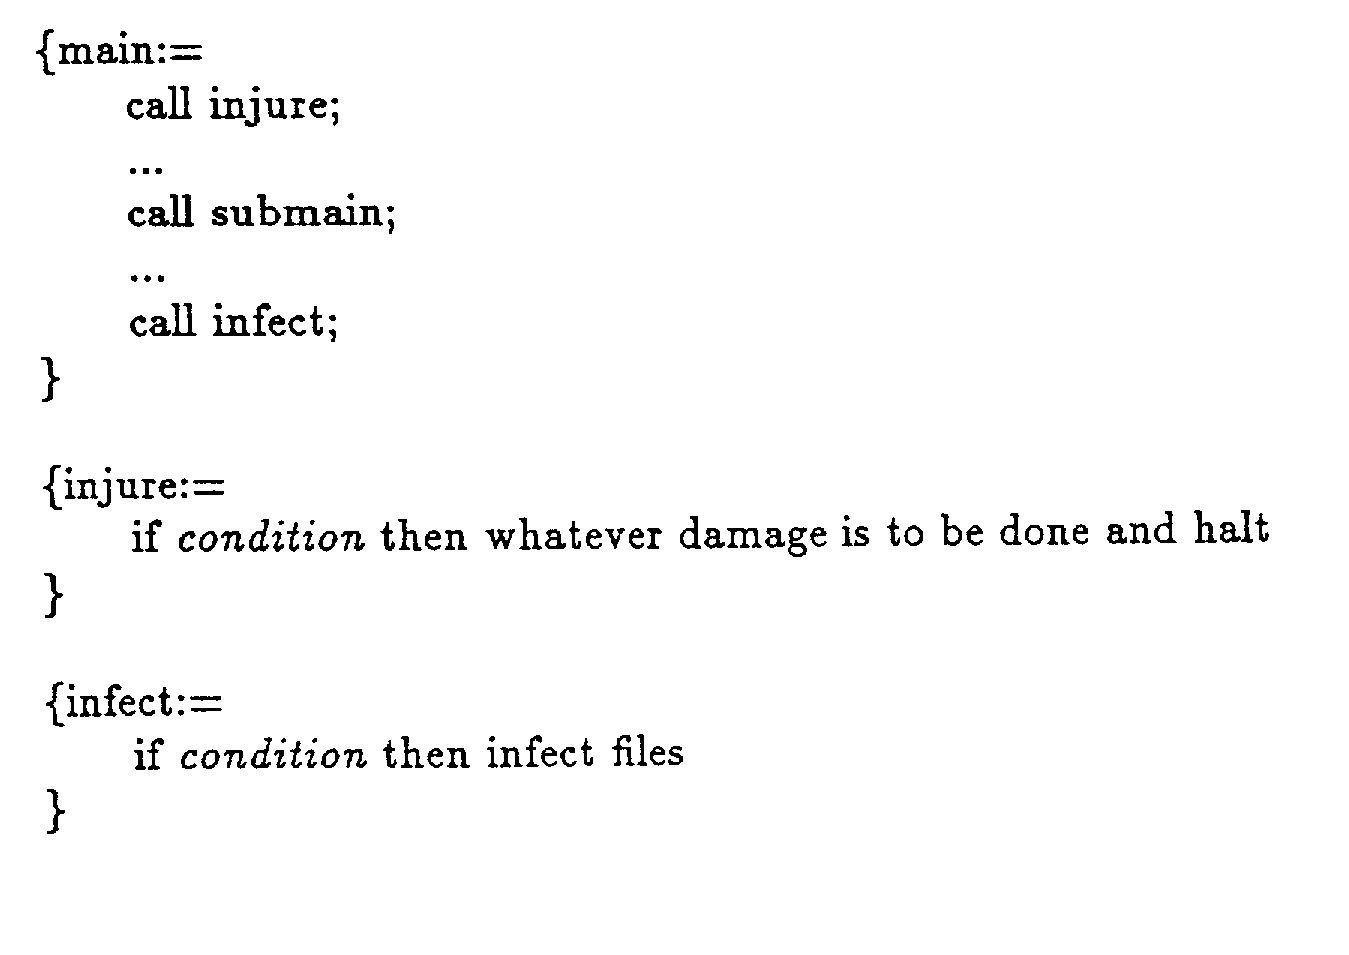 {main:=
call injure;
...
call submain;
...
call infect;
}
{injure:=
if condition then whatever damage is to be done and halt
}
{infect:=
if condition then infect files
}